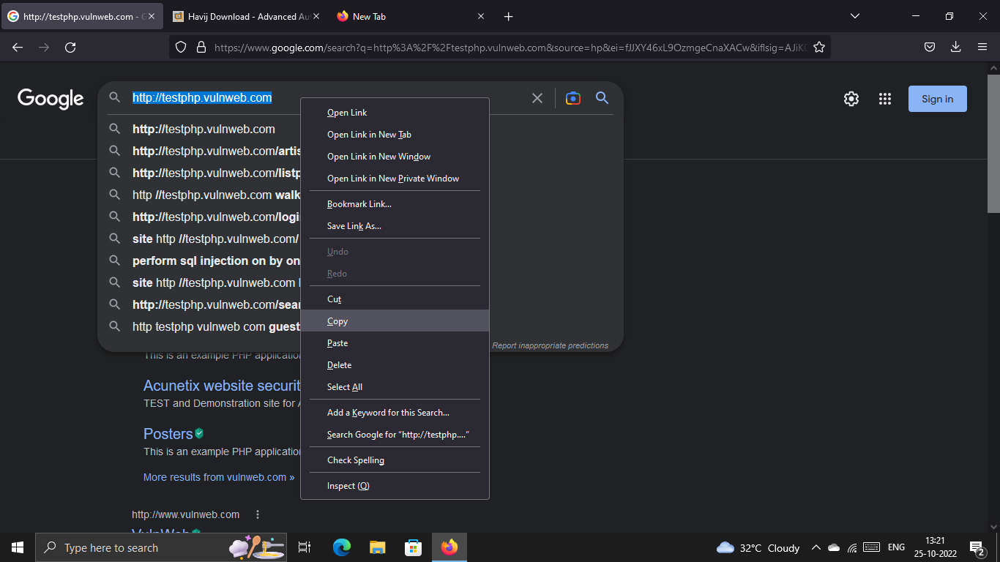 http://testphp.vulnweb.com - G
Havij Download - Advanced Au
New Tab
https://www.google.com/search?q=http%3A%2F%2Ftestphp.vulnweb.com&source=hp&ei=
Google
http://testphp.vulnweb.com
Sign in
http://testphp.vulnweb.com
http://testphp.vulnweb.com/artis
http://testphp.vulnweb.com/listp
http //testphp.vulnweb.com walk
http://testphp.vulnweb.com/logi
site http //testphp.vulnweb.com/
perform sql injection on by on
site http //testphp.vulnweb.com
http://testphp.vulnweb.com/sear
http testphp vulnweb com guest
Report inappropriate predictions
This is an example PHP application
Acunetix website securit
TEST and Demonstration site for A
Posters
This is an example PHP application
More results from vulnweb.com »
http://www.vulnweb.com
VulnWeb
Open Link
Open Link in New Tab
Open Link in New Window
Open Link in New Private Window
Bookmark Link...
Save Link As...
Undo
Redo
Cut
Copy
Paste
Delete
Select All
Add a Keyword for this Search...
Search Google for "http://testphp...."
Check Spelling
Inspect (Q)
Type here to search
32°C Cloudy
ENG
13:21
25-10-2022
2